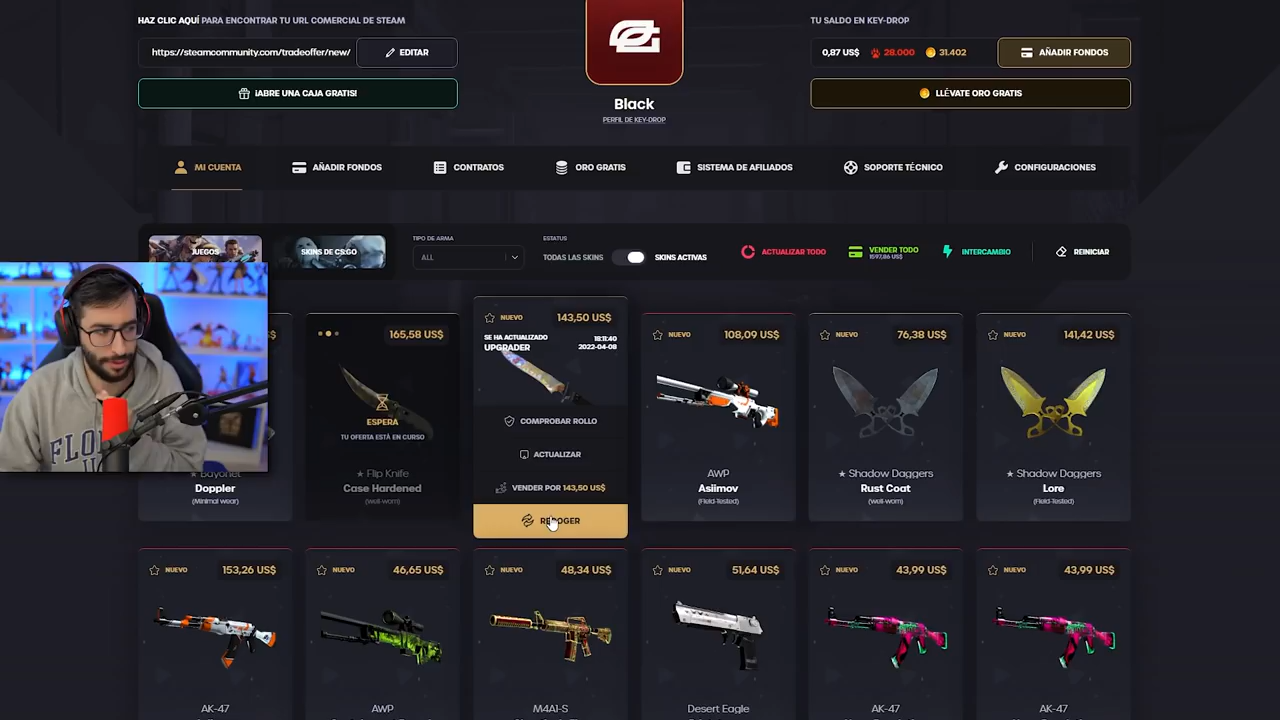 HAZ CLIC AQUÍ PARA ENCONTRAR TU URL COMERCIAL DE STEAM
https://steamcommunity.com/tradeoffer/new/
EDITAR
¡ABRE UNA CAJA GRATIS!
Black
PERFIL DE KEY-DROP
TU SALDO EN KEY-DROP
0,87 US$ 28.000 31.402
AÑADIR FONDOS
LLÉVATE ORO GRATIS
MI CUENTA
AÑADIR FONDOS
CONTRATOS
ORO GRATIS
SISTEMA DE AFILIADOS
SOPORTE TÉCNICO
CONFIGURACIONES
JUEGOS
SKINS DE CS:GO
TIPO DE ARMA
ALL
ESTATUS
TODAS LAS SKINS
SKINS ACTIVAS
ACTUALIZAR TODO
VENDER TODO
1597,86 US$
INTERCAMBIO
REINICIAR
★ Bayonet
Doppler
(Minimal wear)
165,58 US$
ESPERA
TU OFERTA ESTÁ EN CURSO
★ Flip Knife
Case Hardened
(Well-worn)
NUEVO
143,50 US$
SE HA ACTUALIZADO
UPGRADER
18:11:40
2022-04-08
COMPROBAR ROLLO
ACTUALIZAR
VENDER POR 143,50 US$
NUEVO
108,09 US$
AWP
Asiimov
(Field-Tested)
NUEVO
76,38 US$
★ Shadow Daggers
Rust Coat
(Well-worn)
NUEVO
141,42 US$
★ Shadow Daggers
Lore
(Field-Tested)
NUEVO
153,26 US$
AK-47
NUEVO
46,65 US$
AWP
NUEVO
48,34 US$
M4A1-S
NUEVO
51,64 US$
Desert Eagle
NUEVO
43,99 US$
AK-47
NUEVO
43,99 US$
AK-47